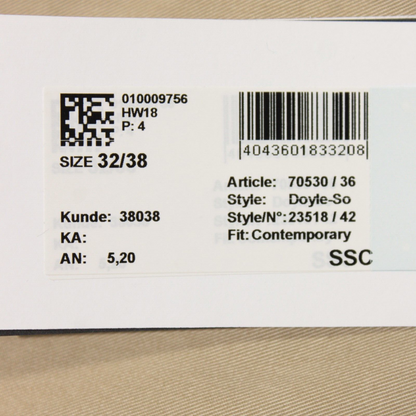 010009756
HW18
P: 4
SIZE 32/38
4043601833208
Article: 70530 / 36
Style: Doyle-So
Style/N°: 23518 / 42
Fit: Contemporary
Kunde: 38038
KA:
AN: 5,20
SSC